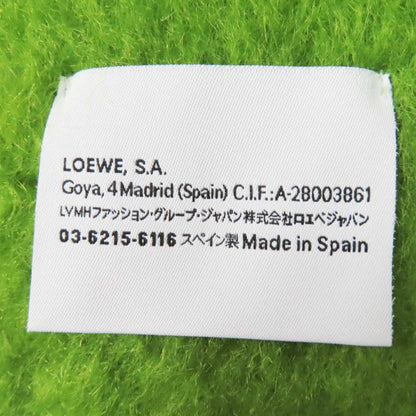 LOEWE, S.A.
Goya, 4 Madrid (Spain) C.I.F.:A-28003861
LVMHファッション・グループ・ジャパン株式会社ロエベジャパン
03-6215-6116 スペイン製 Made in Spain